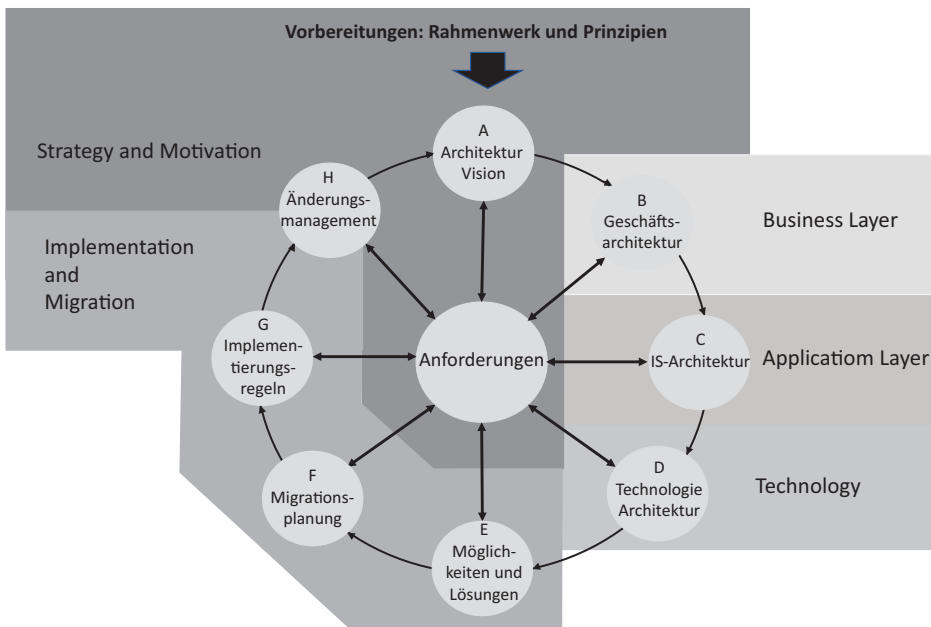 Vorbereitungen: Rahmenwerk und Prinzipien
Strategy and Motivation
A
Architektur
Vision
H
Änderungs-
management
B
Geschäfts-
architektur
Business Layer
Implementation
and
Migration
G
Implemen-
tierungs-
regeln
Anforderungen
C
IS-Architektur
Applicatiom Layer
F
Migrations-
planung
D
Technologie
Architektur
Technology
E
Möglich-
keiten und
Lösungen